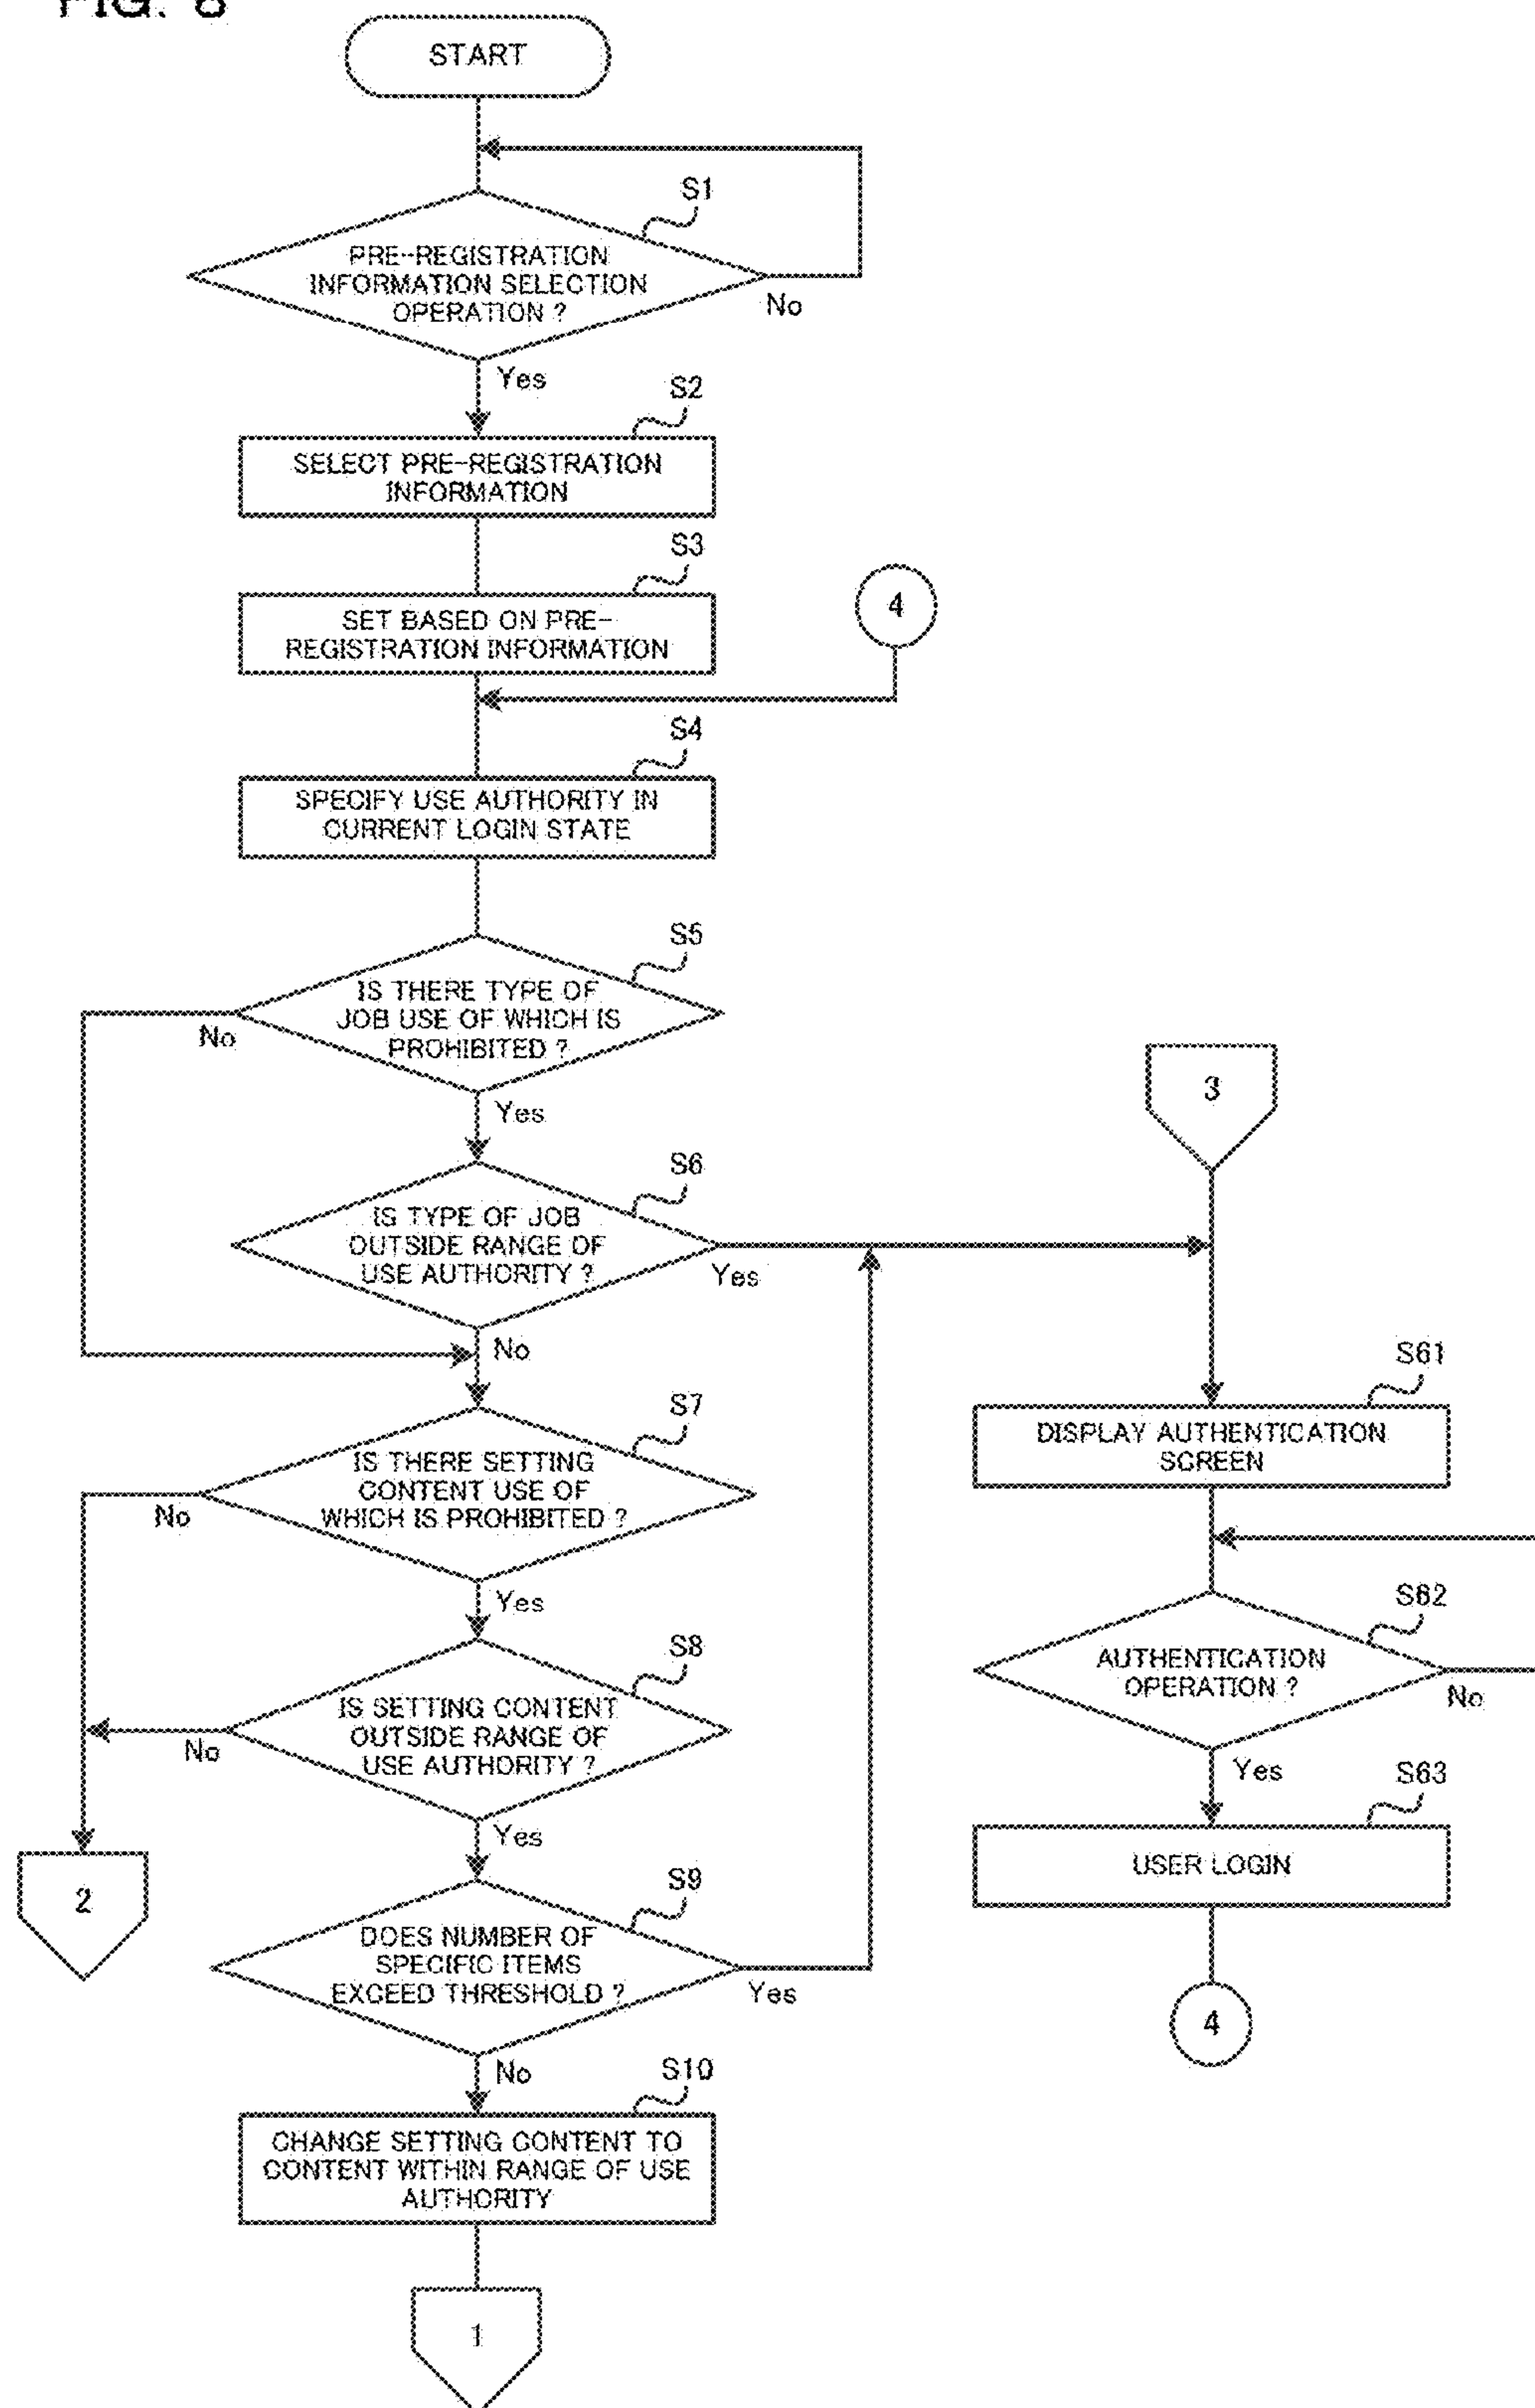 FIG. 8
START
S1
PRE-REGISTRATION
INFORMATION SELECTION
OPERATION ?
No
Yes
S2
SELECT PRE-REGISTRATION
INFORMATION
S3
SET BASED ON PRE-
REGISTRATION INFORMATION
4
S4
SPECIFY USE AUTHORITY IN
CURRENT LOGIN STATE
S5
IS THERE TYPE OF
JOB USE OF WHICH IS
PROHIBITED ?
No
Yes
S6
IS TYPE OF JOB
OUTSIDE RANGE OF
USE AUTHORITY ?
Yes
No
S7
IS THERE SETTING
CONTENT USE OF
WHICH IS PROHIBITED ?
No
Yes
S8
IS SETTING CONTENT
OUTSIDE RANGE OF
USE AUTHORITY ?
No
Yes
2
S9
DOES NUMBER OF
SPECIFIC ITEMS
EXCEED THRESHOLD ?
Yes
No
S10
CHANGE SETTING CONTENT TO
CONTENT WITHIN RANGE OF USE
AUTHORITY
1
3
S61
DISPLAY AUTHENTICATION
SCREEN
S62
AUTHENTICATION
OPERATION ?
No
Yes
S63
USER LOGIN
4